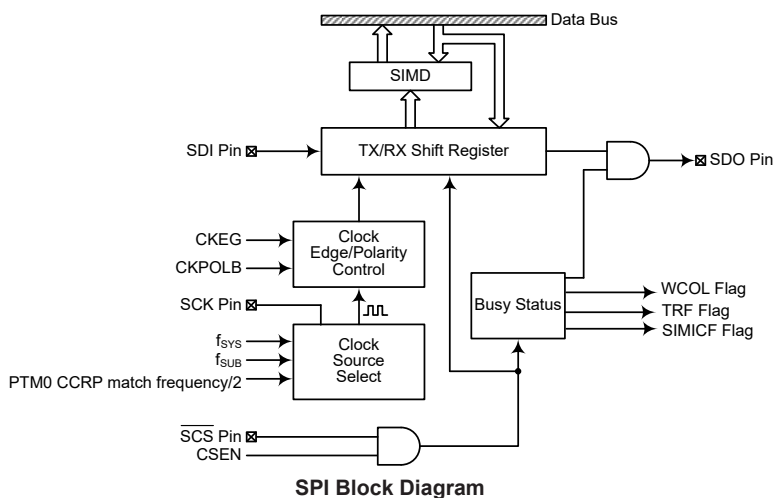 Data Bus
SIMD
SDI Pin
TX/RX Shift Register
SDO Pin
CKEG
CKPOLB
Clock
Edge/Polarity
Control
SCK Pin
Busy Status
WCOL Flag
TRF Flag
SIMICF Flag
fSYS
fSUB
PTM0 CCRP match frequency/2
Clock
Source
Select
SCS Pin
CSEN
SPI Block Diagram